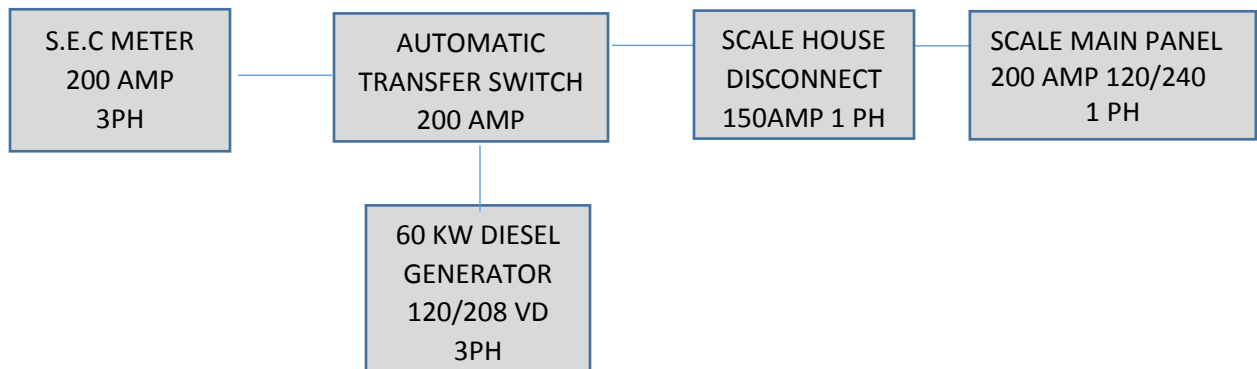 S.E.C METER
200 AMP
3PH
AUTOMATIC
TRANSFER SWITCH
200 AMP
SCALE HOUSE
DISCONNECT
150AMP 1 PH
SCALE MAIN PANEL
200 AMP 120/240
1 PH
60 KW DIESEL
GENERATOR
120/208 VD
3PH